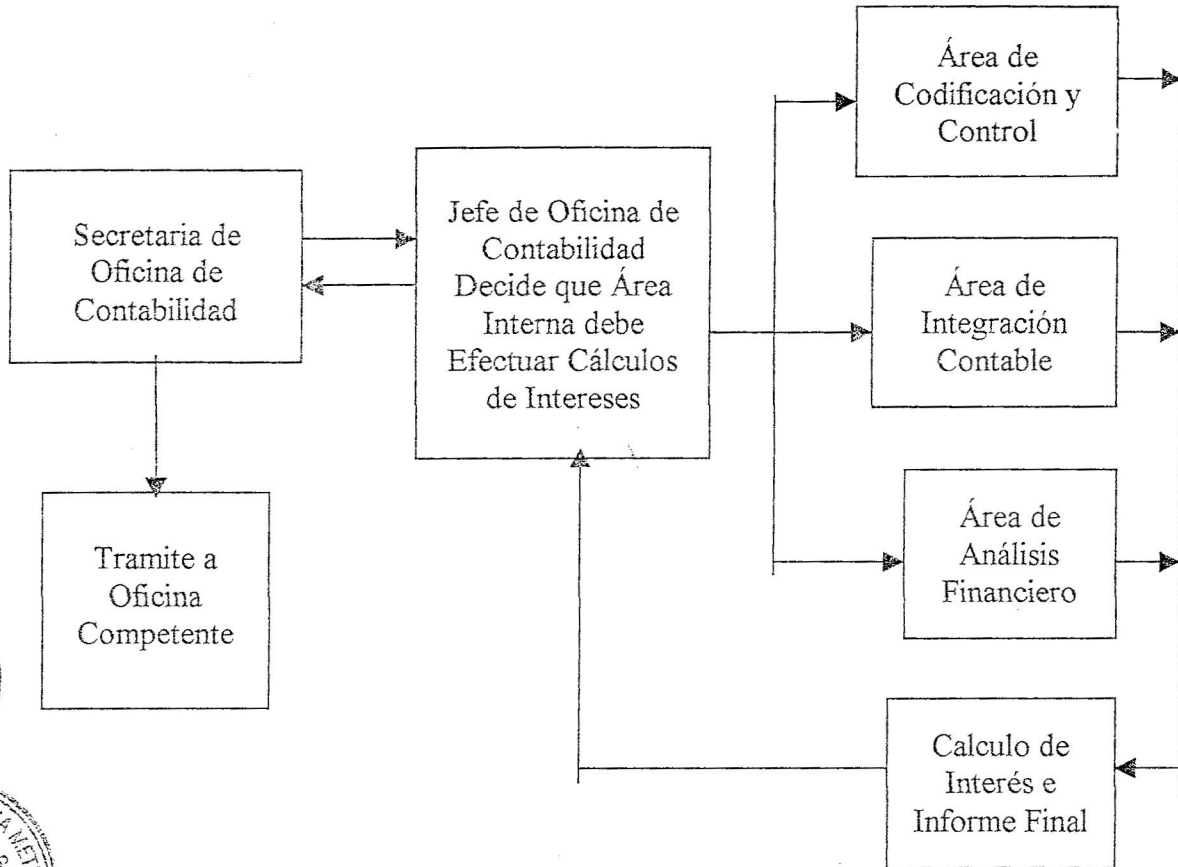 Secretaria de
Oficina de
Contabilidad
Tramite a
Oficina
Competente
Jefe de Oficina de
Contabilidad
Decide que Área
Interna debe
Efectuar Cálculos
de Intereses
Área de
Codificación y
Control
Área de
Integración
Contable
Área de
Análisis
Financiero
Calculo de
Interés e
Informe Final